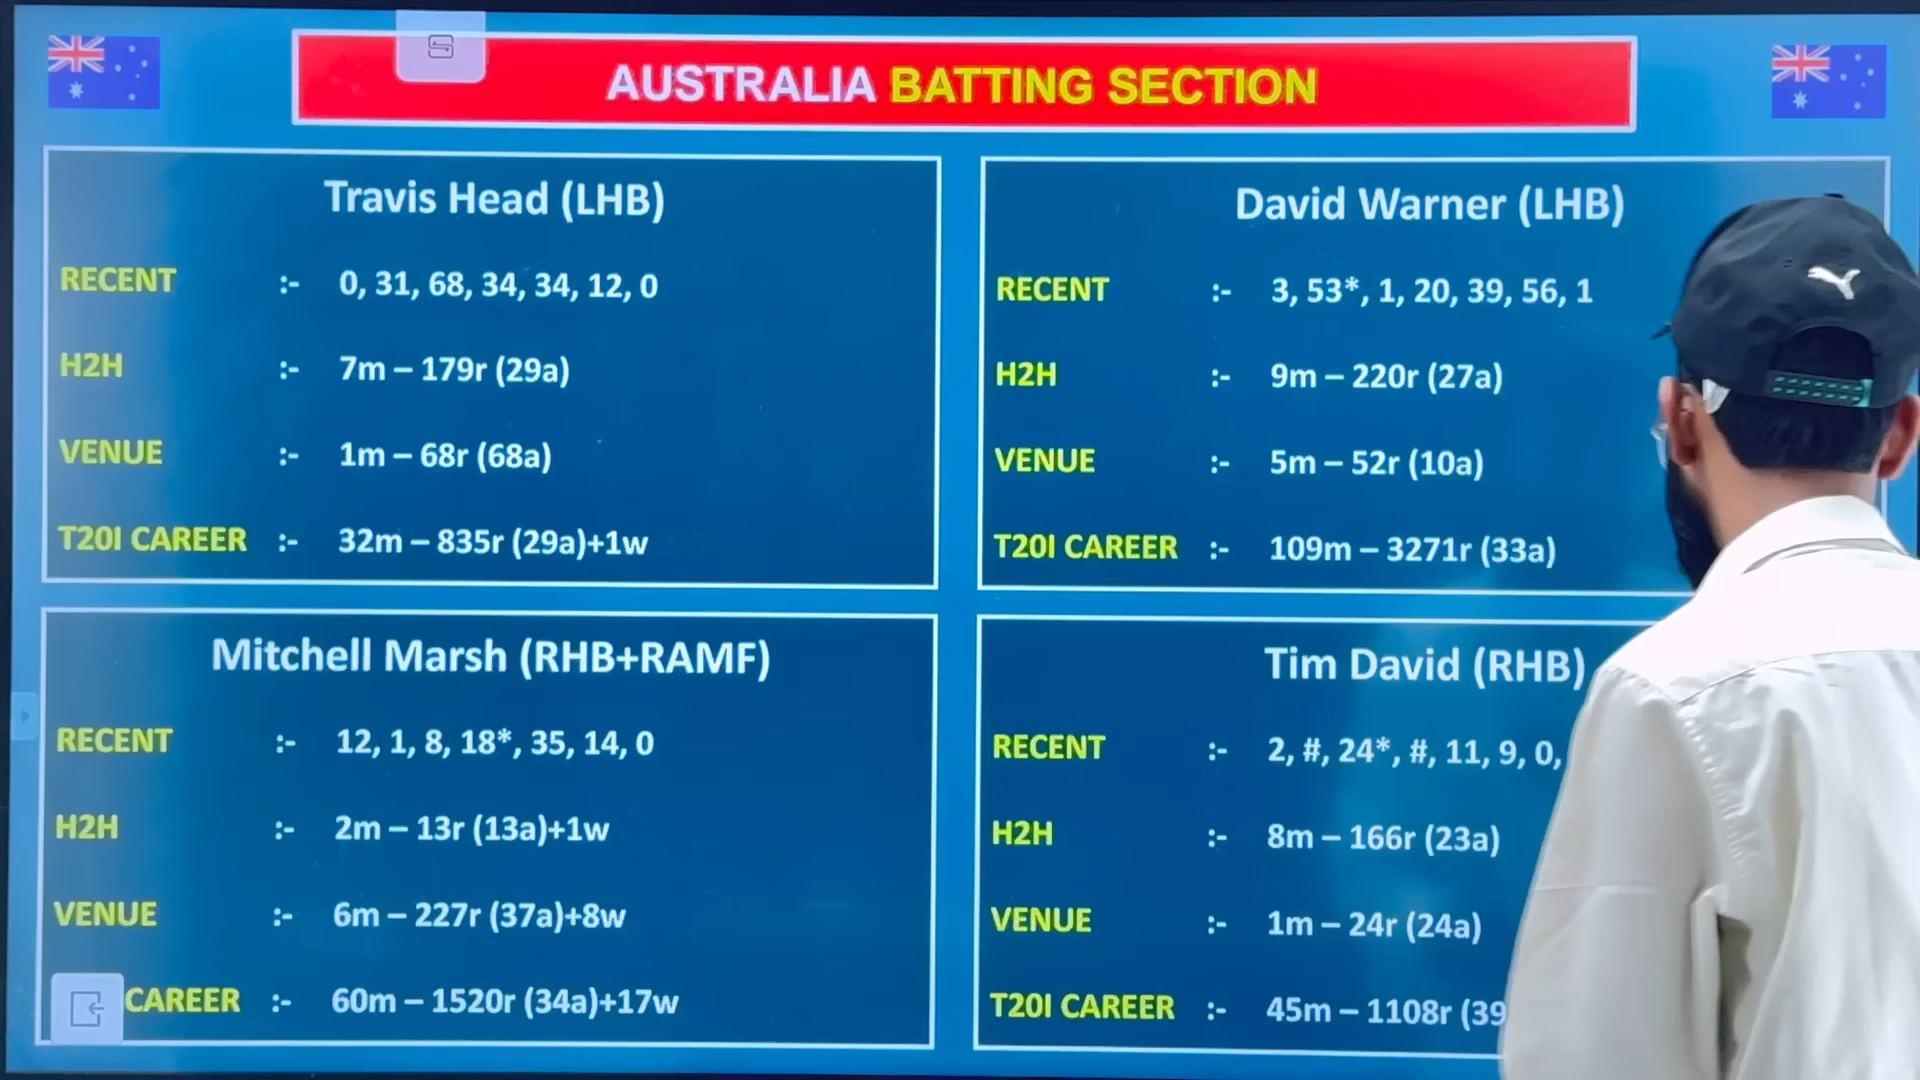 AUSTRALIA BATTING SECTION
Travis Head (LHB)
RECENT :- 0, 31, 68, 34, 34, 12, 0
H2H :- 7m – 179r (29a)
VENUE :- 1m – 68r (68a)
T20I CAREER :- 32m – 835r (29a)+1w
David Warner (LHB)
RECENT :- 3, 53*, 1, 20, 39, 56, 1
H2H :- 9m – 220r (27a)
VENUE :- 5m – 52r (10a)
T20I CAREER :- 109m – 3271r (33a)
Mitchell Marsh (RHB+RAMF)
RECENT :- 12, 1, 8, 18*, 35, 14, 0
H2H :- 2m – 13r (13a)+1w
VENUE :- 6m – 227r (37a)+8w
CAREER :- 60m – 1520r (34a)+17w
Tim David (RHB)
RECENT :- 2, #, 24*, #, 11, 9, 0,
H2H :- 8m – 166r (23a)
VENUE :- 1m – 24r (24a)
T20I CAREER :- 45m – 1108r (39